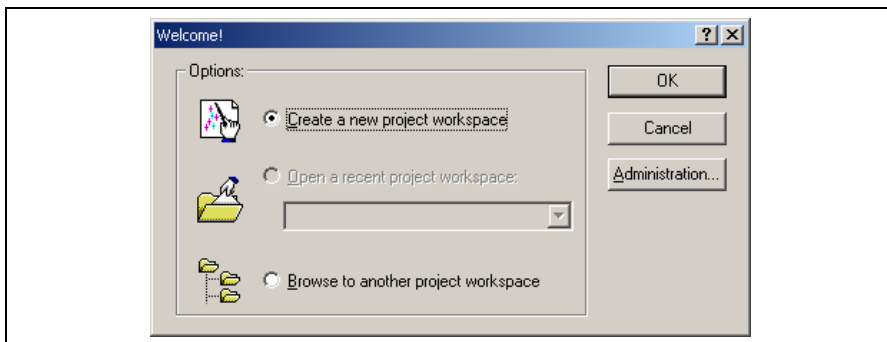 Welcome!
Options:
Create a new project workspace
Open a recent project workspace:
Browse to another project workspace
OK
Cancel
Administration...